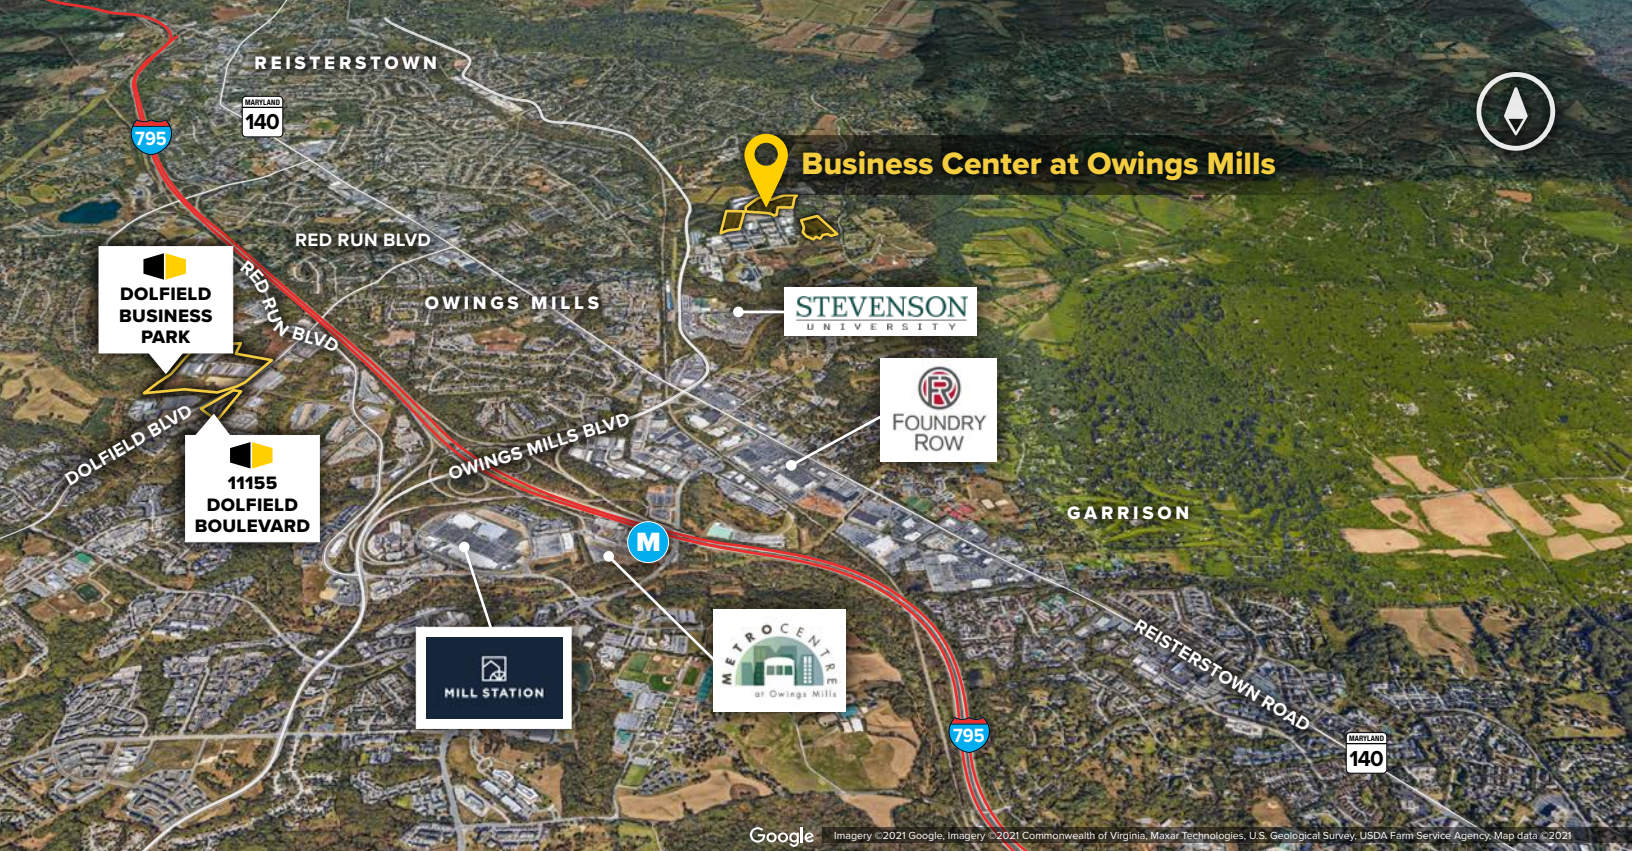 REISTERSTOWN
MARYLAND
140
795
Business Center at Owings Mills
RED RUN BLVD
RED RUN BLVD
DOLFIELD
BUSINESS
PARK
OWINGS MILLS
STEVENSON
UNIVERSITY
FR
FOUNDRY
ROW
DOLFIELD BLVD
OWINGS MILLS BLVD
11155
DOLFIELD
BOULEVARD
GARRISON
M
METROCENTRE
at Owings Mills
MILL STATION
REISTERSTOWN ROAD
795
MARYLAND
140
Google
Imagery ©2021 Google, Imagery ©2021 Commonwealth of Virginia, Maxar Technologies, U.S. Geological Survey, USDA Farm Service Agency, Map data ©2021